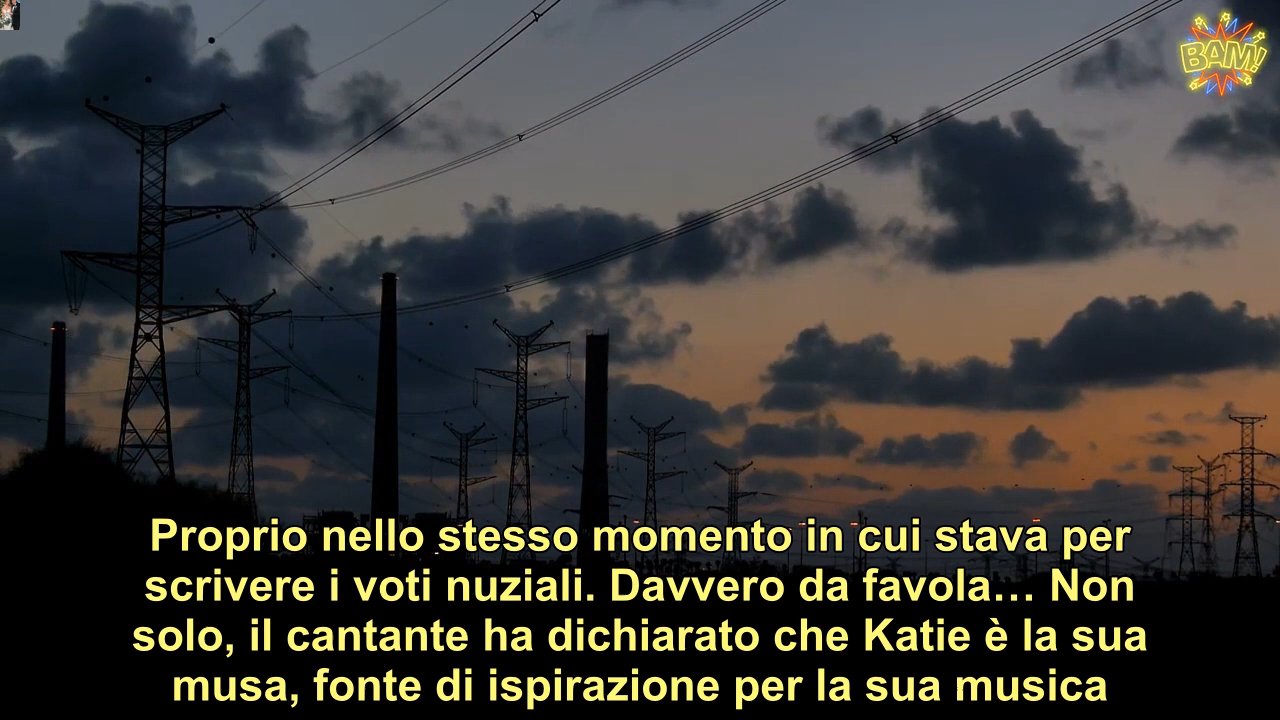 BAM!
Proprio nello stesso momento in cui stava per
scrivere i voti nuziali. Davvero da favola… Non
solo, il cantante ha dichiarato che Katie è la sua
musa, fonte di ispirazione per la sua musica